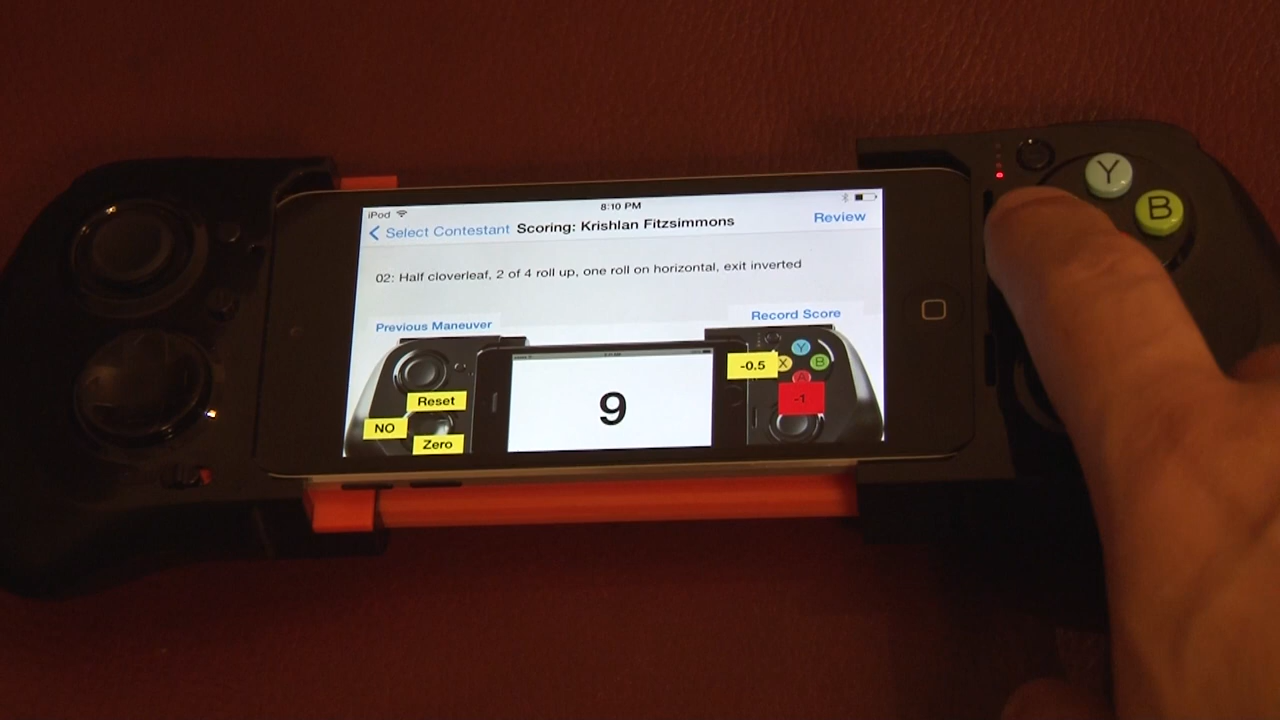 iPod 8:10 PM
Select Contestant Scoring: Krishlan Fitzsimmons Review
02: Half cloverleaf, 2 of 4 roll up, one roll on horizontal, exit inverted
Previous Maneuver Record Score
Y
B
Y
-0.5 X B
A
Reset 9 -1
NO
Zero